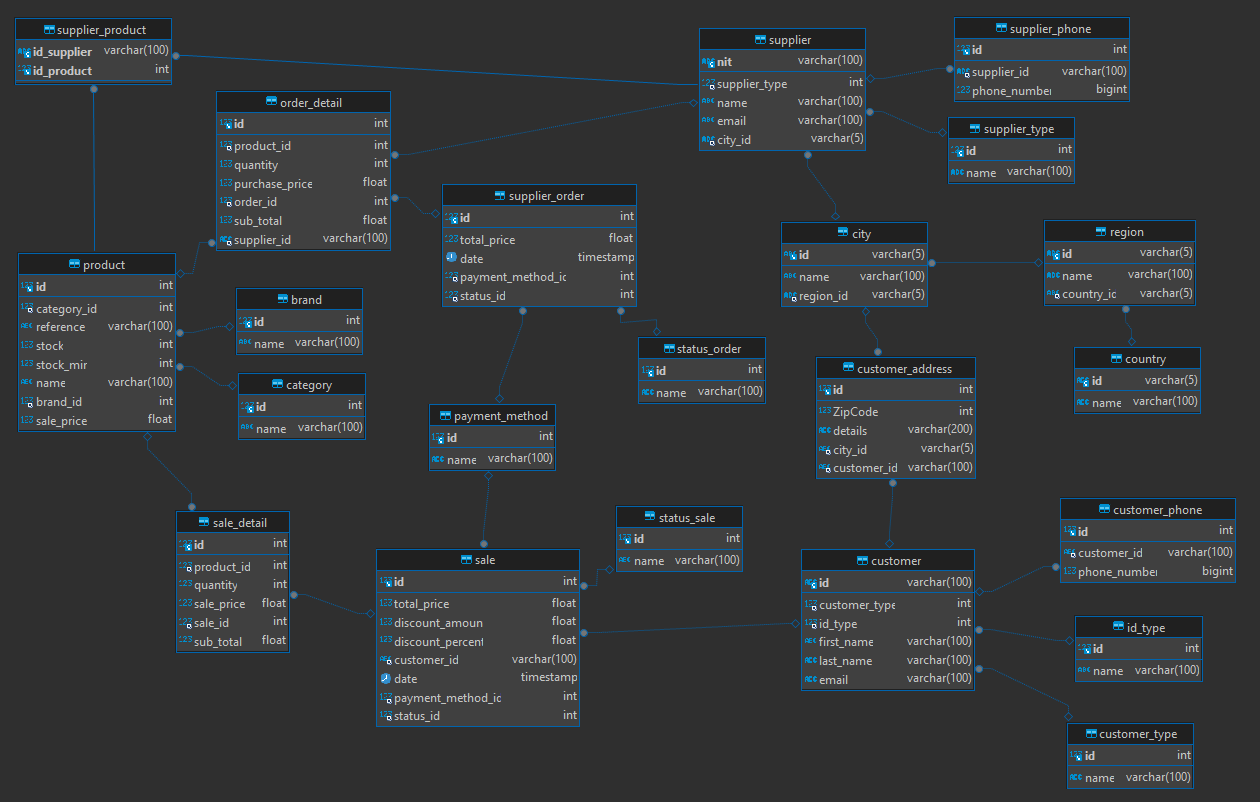 supplier_product
id_supplier varchar(100)
id_product int
supplier
nit varchar(100)
supplier_type int
name varchar(100)
email varchar(100)
city_id varchar(5)
supplier_phone
id int
supplier_id varchar(100)
phone_number bigint
supplier_type
id int
name varchar(100)
order_detail
id int
product_id int
quantity int
purchase_price float
order_id int
sub_total float
supplier_id varchar(100)
supplier_order
id int
total_price float
date timestamp
payment_method_id int
status_id int
city
id varchar(5)
name varchar(100)
region_id varchar(5)
region
id varchar(5)
name varchar(100)
country_id varchar(5)
product
id int
category_id int
reference varchar(100)
stock int
stock_min int
name varchar(100)
brand_id int
sale_price float
brand
id int
name varchar(100)
category
id int
name varchar(100)
status_order
id int
name varchar(100)
country
id varchar(5)
name varchar(100)
customer_address
id int
ZipCode int
details varchar(200)
city_id varchar(5)
customer_id varchar(100)
payment_method
id int
name varchar(100)
sale_detail
id int
product_id int
quantity int
sale_price float
sale_id int
sub_total float
status_sale
id int
name varchar(100)
sale
id int
total_price float
discount_amoun float
discount_percent float
customer_id varchar(100)
date timestamp
payment_method_id int
status_id int
customer
id varchar(100)
customer_type int
id_type int
first_name varchar(100)
last_name varchar(100)
email varchar(100)
customer_phone
id int
customer_id varchar(100)
phone_number bigint
id_type
id int
name varchar(100)
customer_type
id int
name varchar(100)